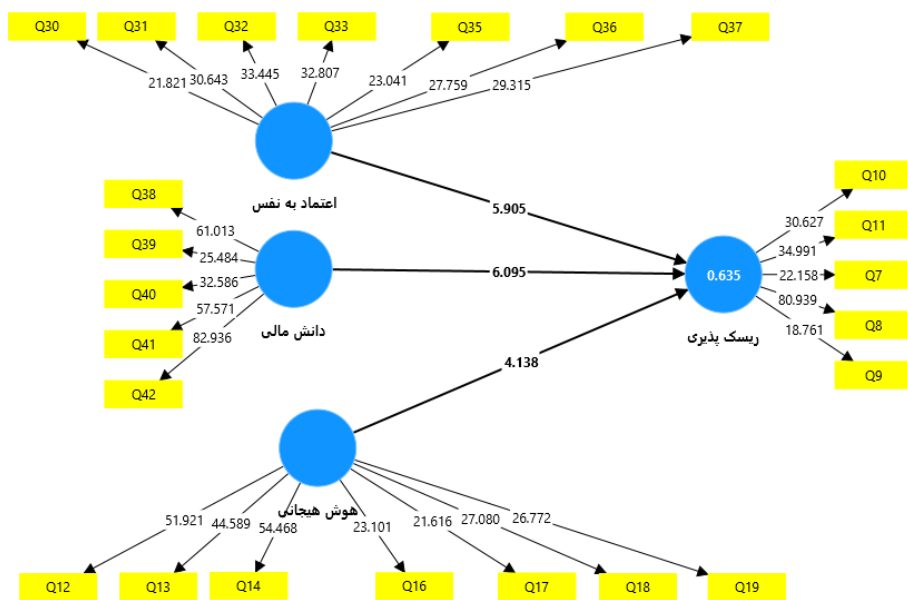 Q30 Q31 Q32 Q33 Q35 Q36 Q37
21.821 30.643 33.445 32.807 23.041 27.759 29.315
اعتماد به نفس
Q38
Q39
Q40
Q41
Q42
61.013
25.484
32.586
57.571
82.936
دانش مالی
5.905
6.095
4.138
0.635
ریسک پذیری
Q10
Q11
Q7
Q8
Q9
30.627
34.991
22.158
80.939
18.761
هوش هیجانی
51.921 44.589 54.468 23.101 21.616 27.080 26.772
Q12 Q13 Q14 Q16 Q17 Q18 Q19